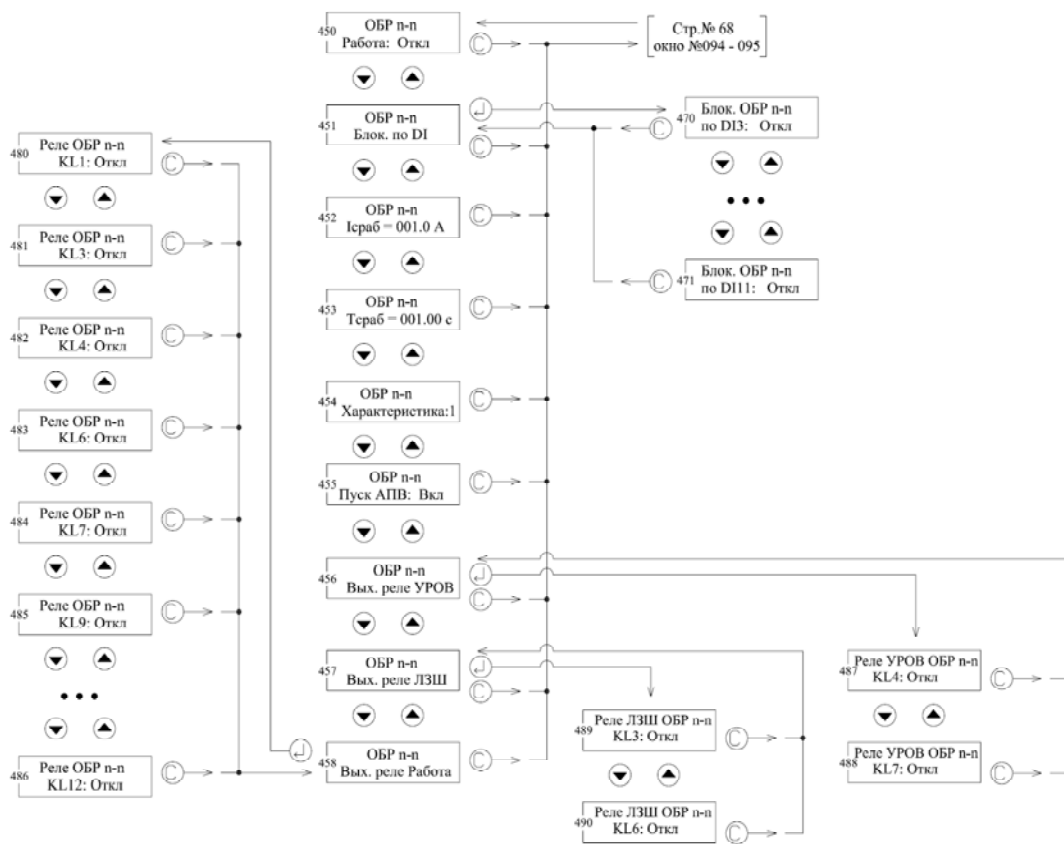 450
ОБР n-n
Работа: Откл
C
Стр.№ 68
окно №094 - 095
451
ОБР n-n
Блок. по DI
C
470
Блок. ОБР n-n
по DI3: Откл
C
452
ОБР n-n
Iсраб = 001.0 А
C
453
ОБР n-n
Тсраб = 001.00 с
C
471
Блок. ОБР n-n
по DI11: Откл
C
454
ОБР n-n
Характеристика:1
C
455
ОБР n-n
Пуск АПВ: Вкл
C
456
ОБР n-n
Вых. реле УРОВ
C
457
ОБР n-n
Вых. реле ЛЗШ
C
458
ОБР n-n
Вых. реле Работа
C
480
Реле ОБР n-n
KL1: Откл
C
481
Реле ОБР n-n
KL3: Откл
C
482
Реле ОБР n-n
KL4: Откл
C
483
Реле ОБР n-n
KL6: Откл
C
484
Реле ОБР n-n
KL7: Откл
C
485
Реле ОБР n-n
KL9: Откл
C
486
Реле ОБР n-n
KL12: Откл
C
489
Реле ЛЗШ ОБР n-n
KL3: Откл
C
490
Реле ЛЗШ ОБР n-n
KL6: Откл
C
487
Реле УРОВ ОБР n-n
KL4: Откл
C
488
Реле УРОВ ОБР n-n
KL7: Откл
C